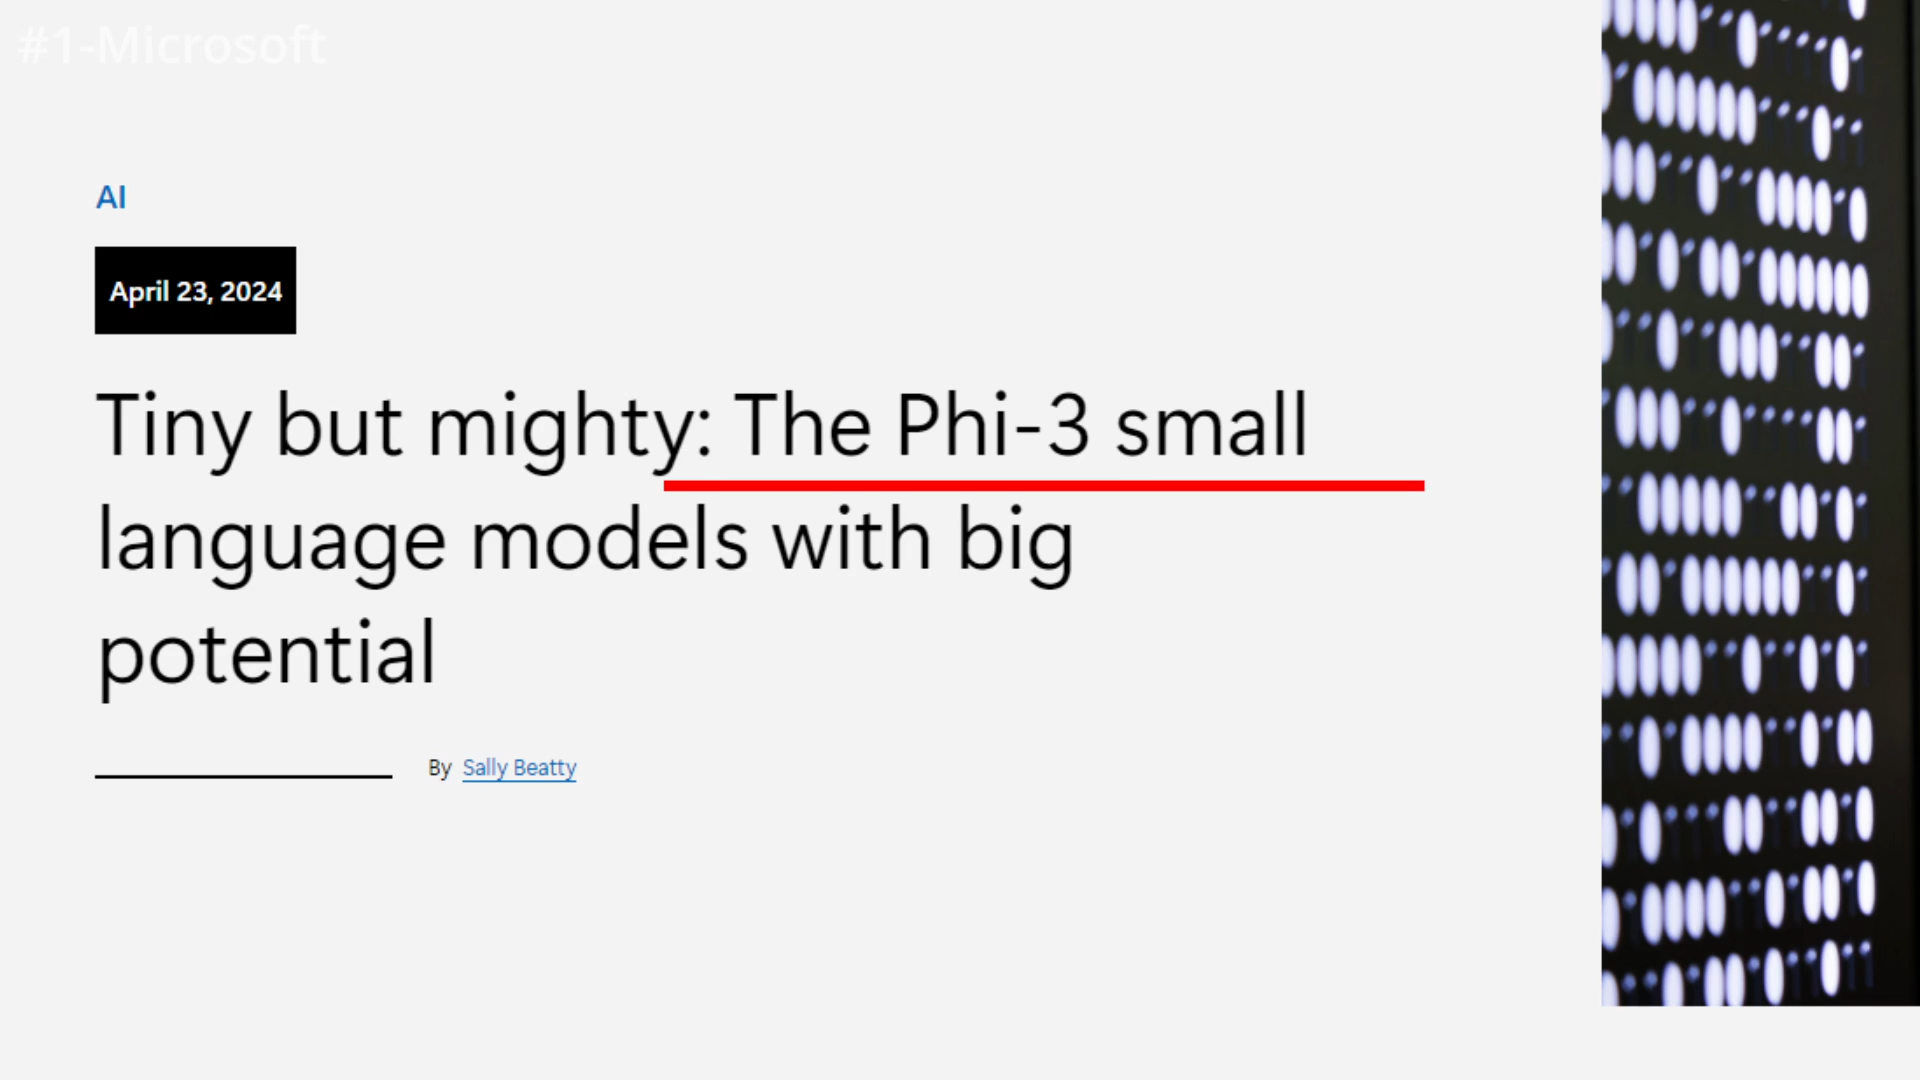 #1-Microsoft
AI
April 23, 2024
Tiny but mighty: The Phi-3 small
language models with big
potential
By Sally Beatty